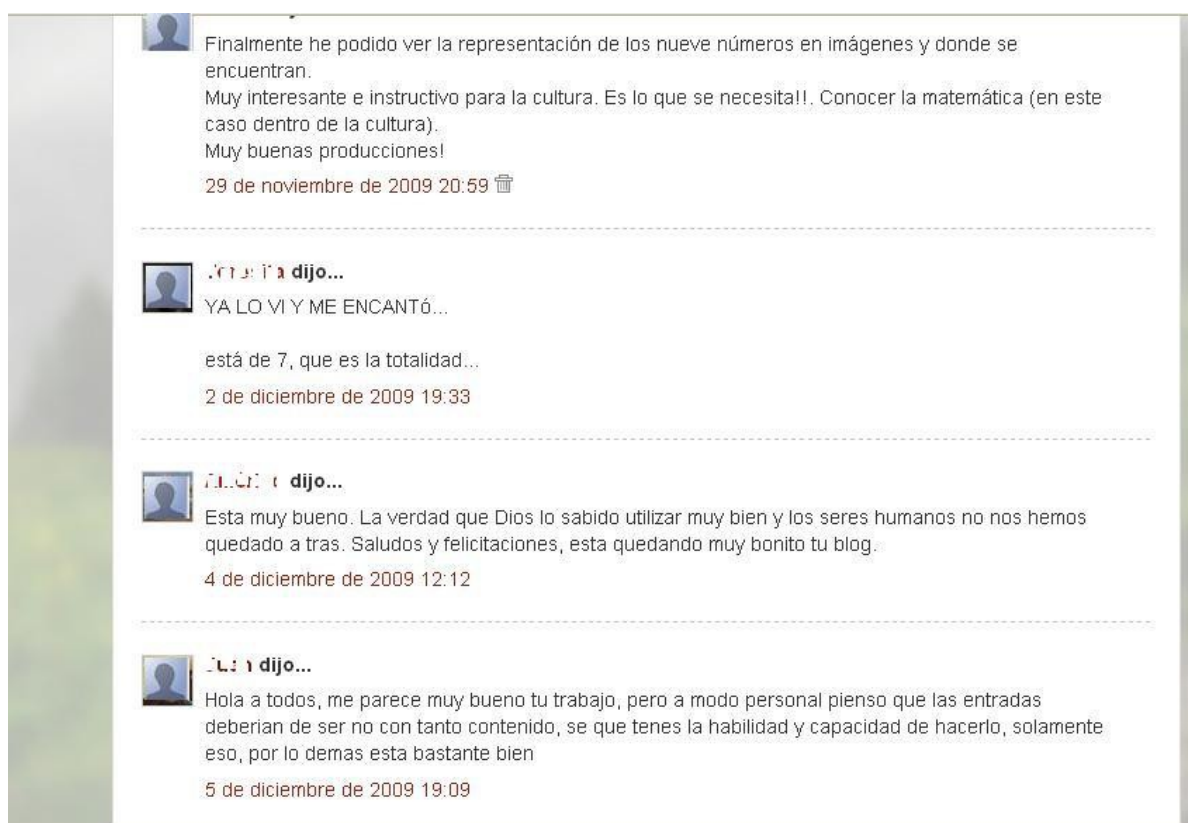 Finalmente he podido ver la representación de los nueve números en imágenes y donde se
encuentran.
Muy interesante e instructivo para la cultura. Es lo que se necesita!!. Conocer la matemática (en este
caso dentro de la cultura).
Muy buenas producciones!
29 de noviembre de 2009 20:59
dijo...
YA LO VI Y ME ENCANTó...
está de 7, que es la totalidad...
2 de diciembre de 2009 19:33
dijo...
Esta muy bueno. La verdad que Dios lo sabido utilizar muy bien y los seres humanos no nos hemos
quedado a tras. Saludos y felicitaciones, esta quedando muy bonito tu blog.
4 de diciembre de 2009 12:12
dijo...
Hola a todos, me parece muy bueno tu trabajo, pero a modo personal pienso que las entradas
deberian de ser no con tanto contenido, se que tenes la habilidad y capacidad de hacerlo, solamente
eso, por lo demas esta bastante bien
5 de diciembre de 2009 19:09